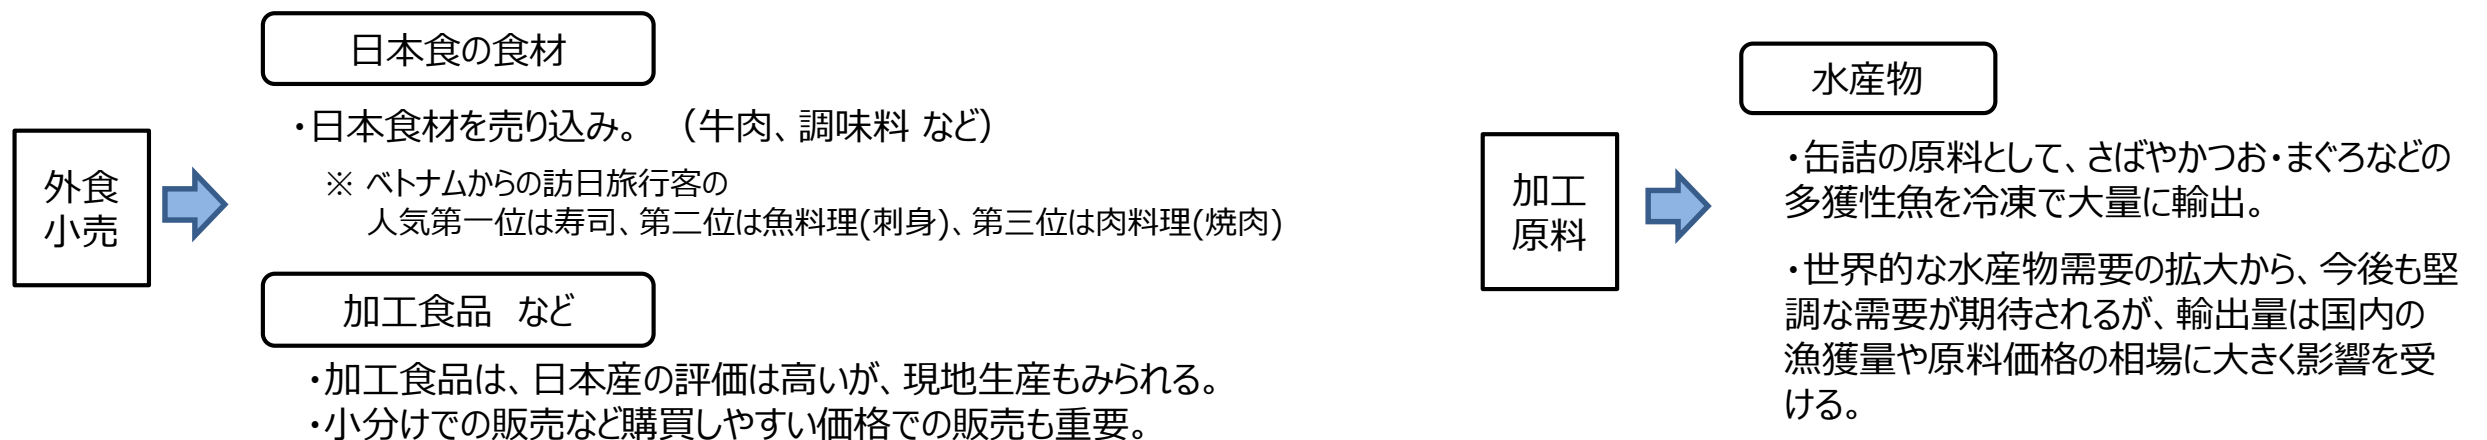 外食
小売
日本食の食材
・日本食材を売り込み。 （牛肉、調味料 など）
※ ベトナムからの訪日旅行客の
人気第一位は寿司、第二位は魚料理(刺身)、第三位は肉料理(焼肉)
加工食品 など
・加工食品は、日本産の評価は高いが、現地生産もみられる。
・小分けでの販売など購買しやすい価格での販売も重要。
加工
原料
水産物
・缶詰の原料として、さばやかつお・まぐろなどの
多獲性魚を冷凍で大量に輸出。
・世界的な水産物需要の拡大から、今後も堅
調な需要が期待されるが、輸出量は国内の
漁獲量や原料価格の相場に大きく影響を受
ける。